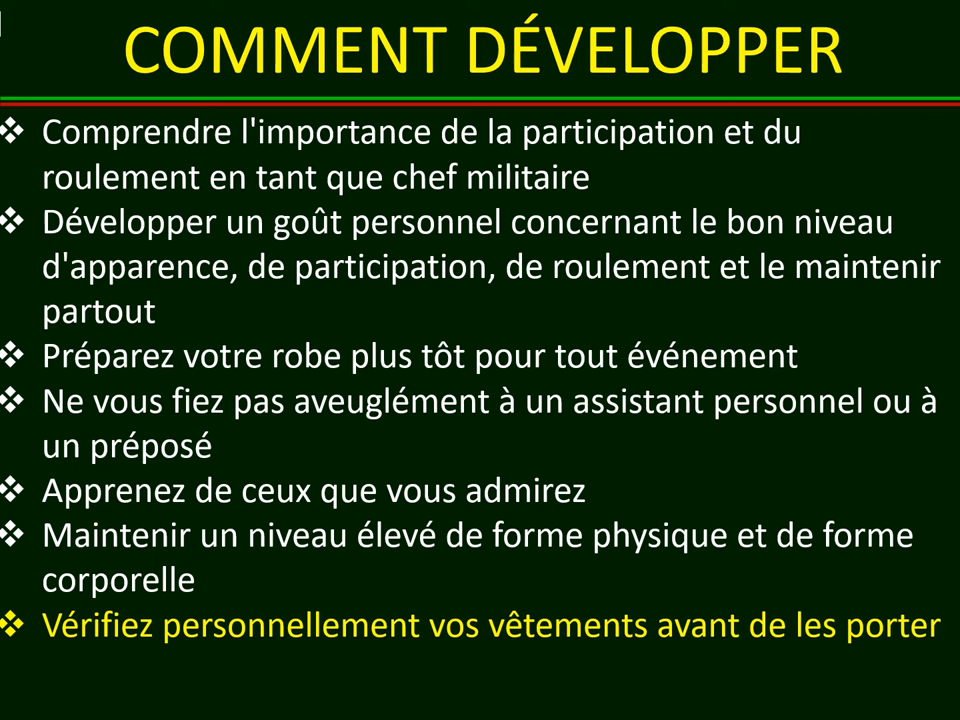 COMMENT DÉVELOPPER
❖ Comprendre l'importance de la participation et du
roulement en tant que chef militaire
❖ Développer un goût personnel concernant le bon niveau
d'apparence, de participation, de roulement et le maintenir
partout
❖ Préparez votre robe plus tôt pour tout événement
❖ Ne vous fiez pas aveuglément à un assistant personnel ou à
un préposé
❖ Apprenez de ceux que vous admirez
❖ Maintenir un niveau élevé de forme physique et de forme
corporelle
❖ Vérifiez personnellement vos vêtements avant de les porter